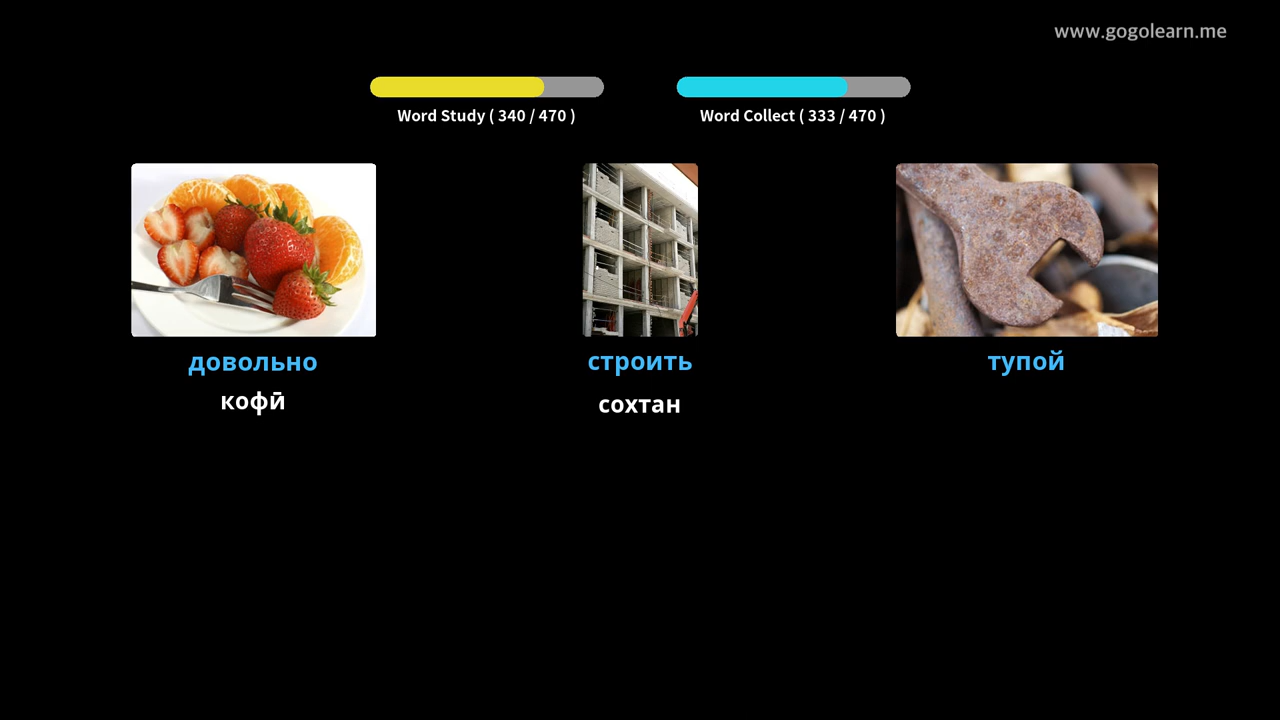 www.gogolearn.me
Word Study ( 340 / 470 )
Word Collect ( 333 / 470 )
довольно
строить
тупой
кофӣ
сохтан